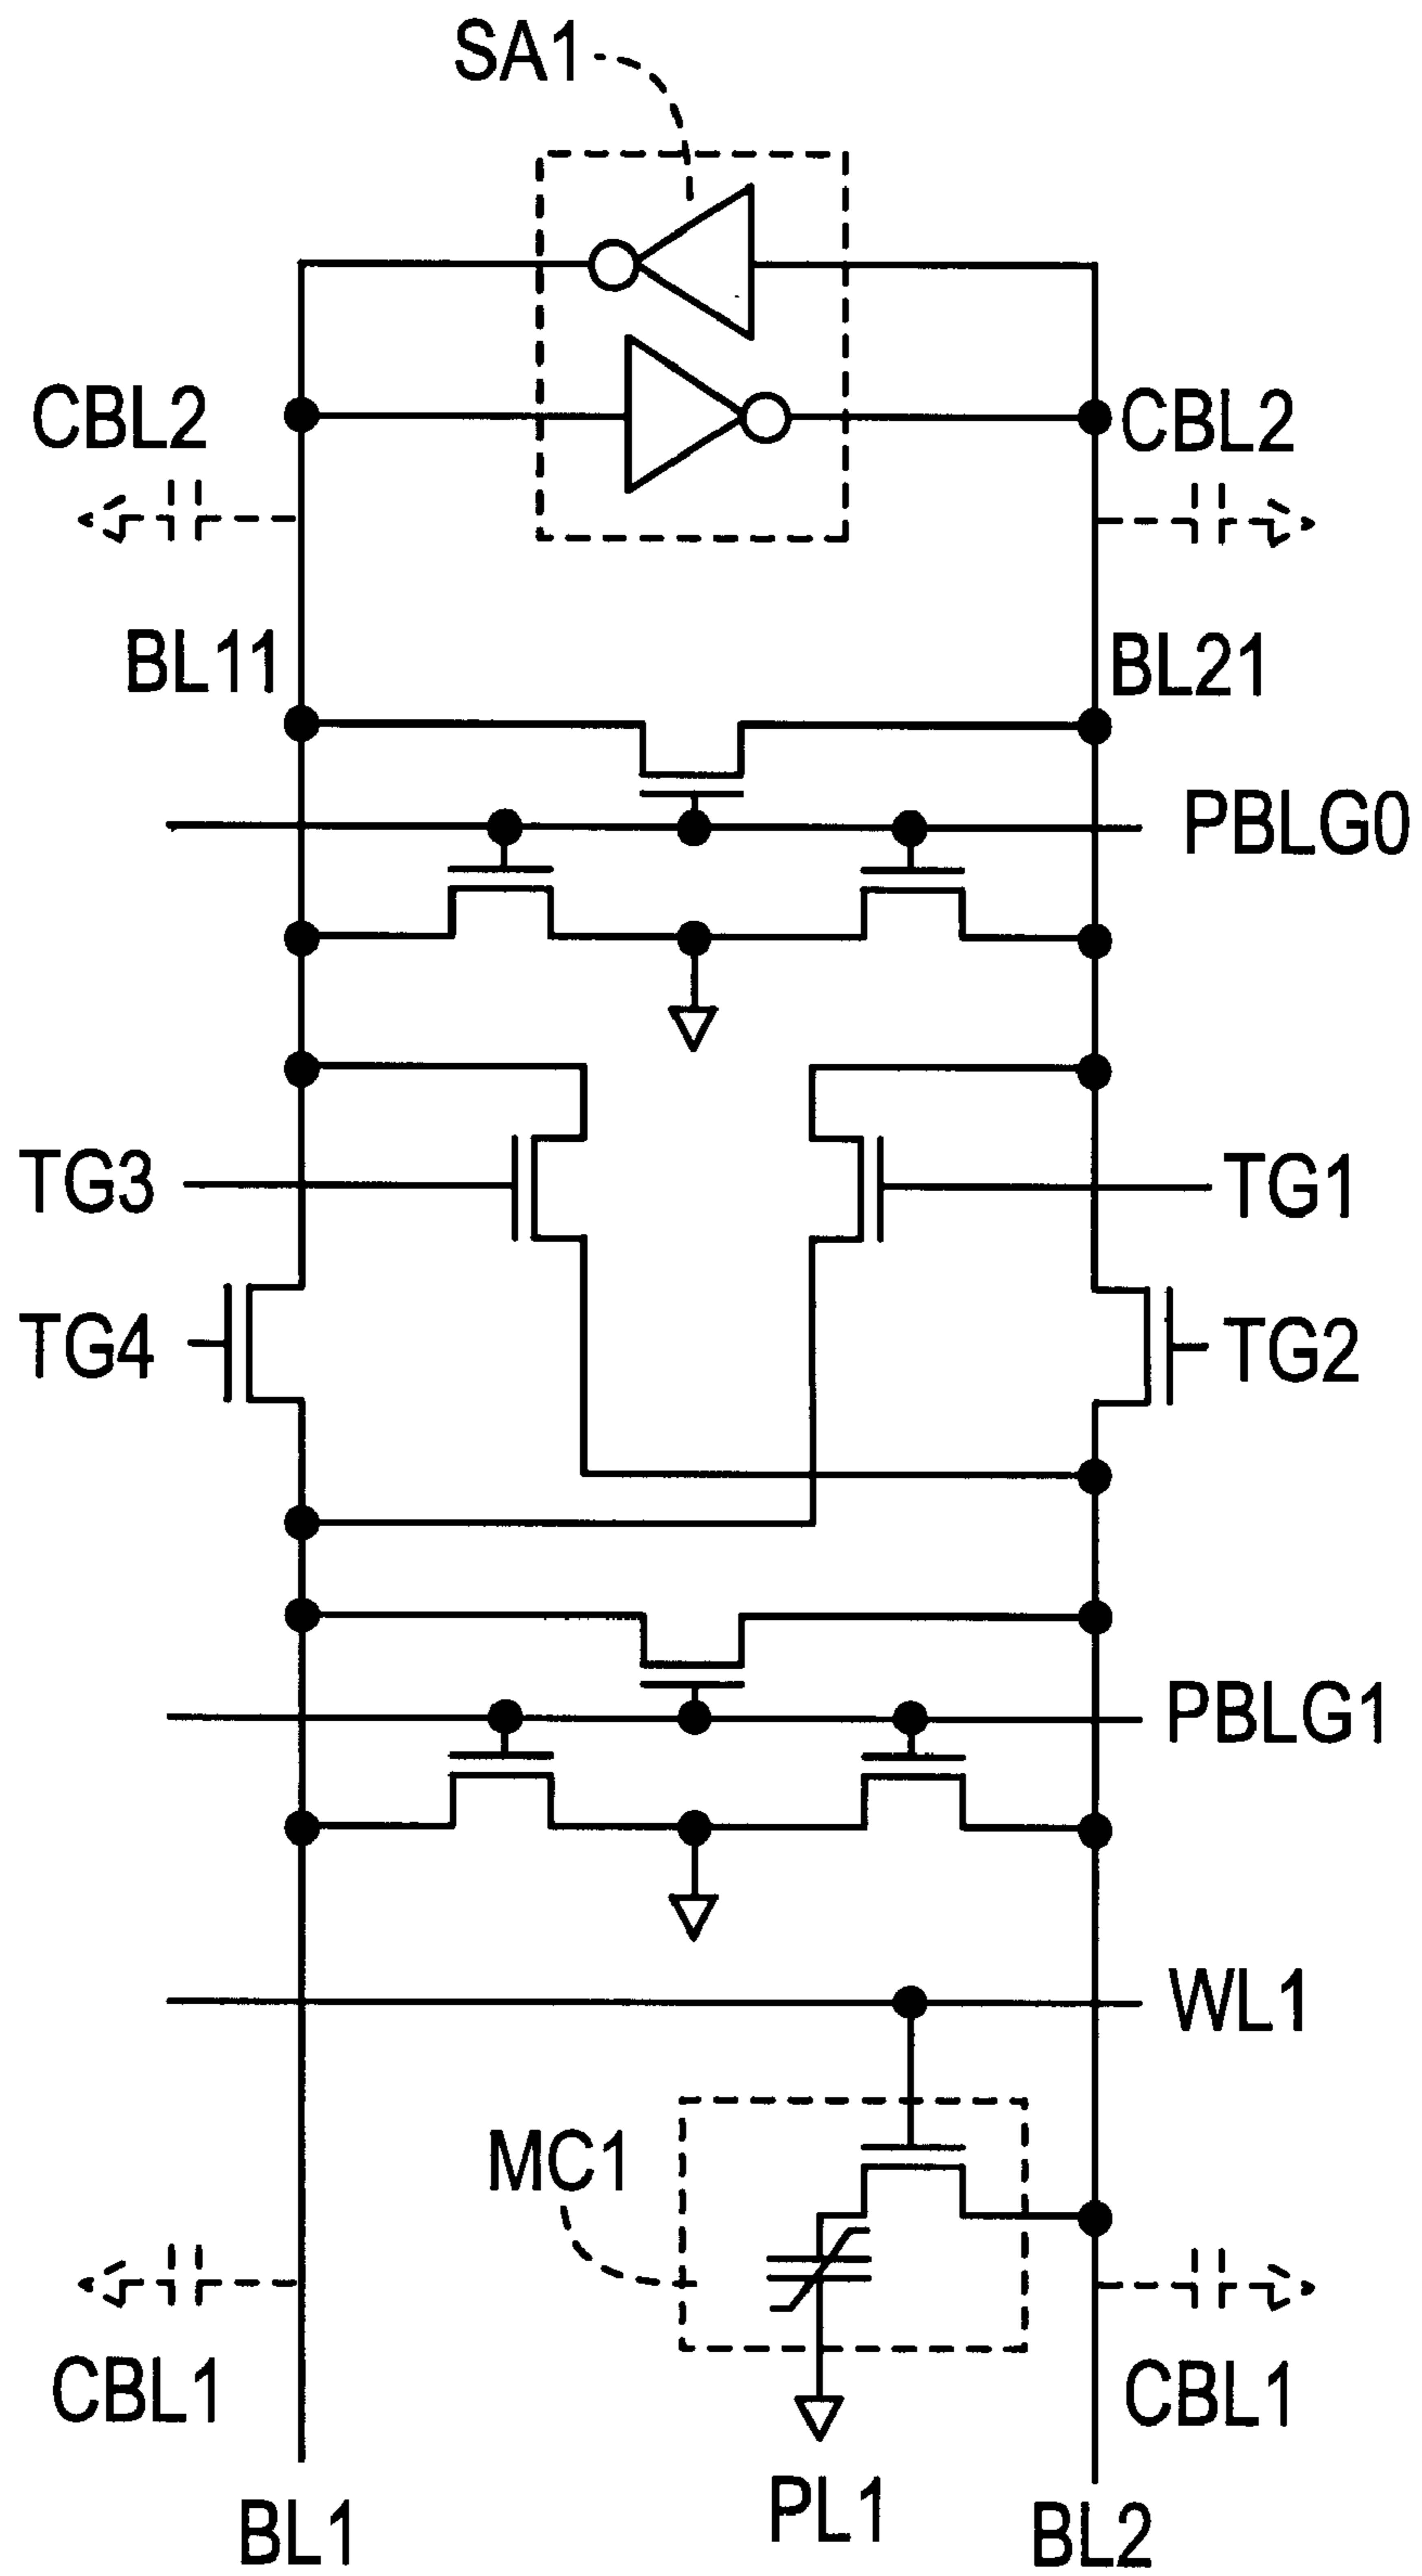 SA1
CBL2
CBL2
BL11
BL21
PBLG0
TG3
TG1
TG4
TG2
PBLG1
WL1
MC1
CBL1
CBL1
BL1
PL1
BL2